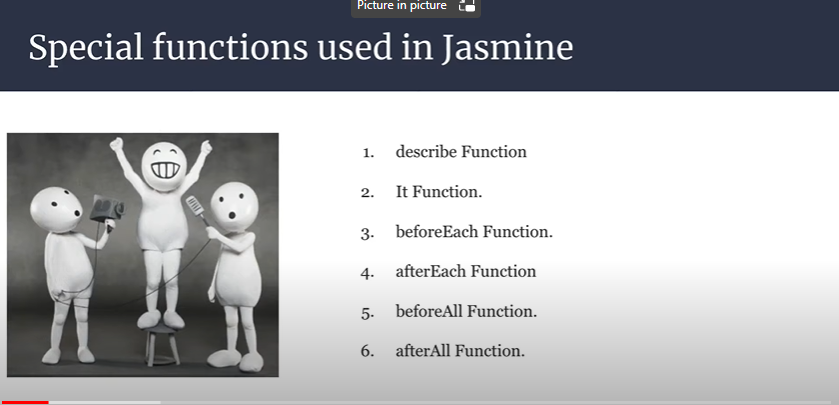 Picture in picture
Special functions used in Jasmine
1. describe Function
2. It Function.
3. beforeEach Function.
4. afterEach Function
5. beforeAll Function.
6. afterAll Function.